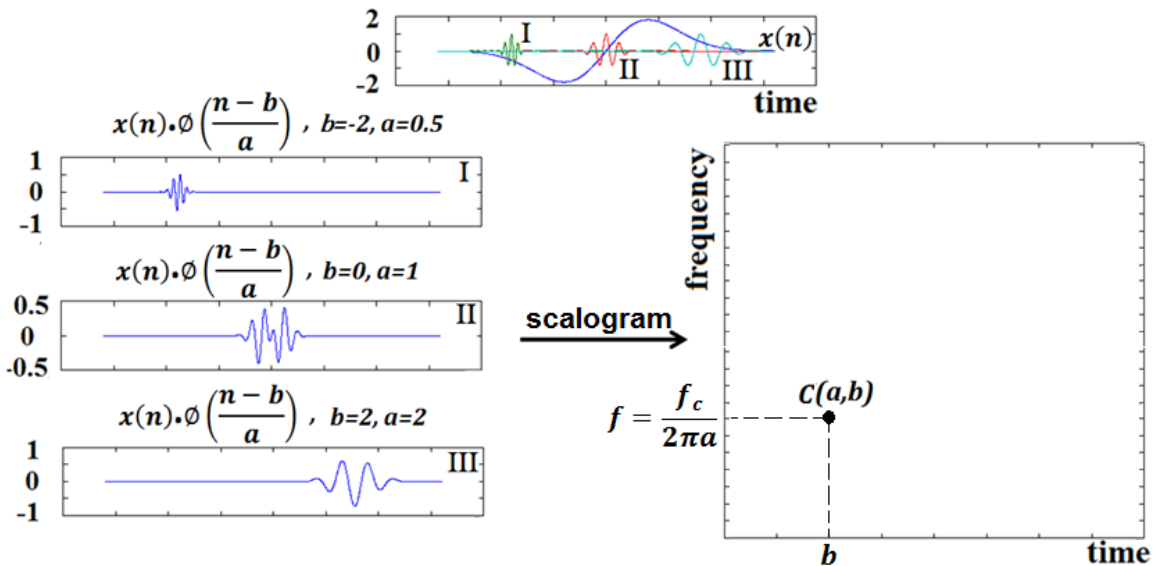 2
0
-2
I
II
III
x(n)
time
x(n).∅((n − b)/a) , b=-2, a=0.5
1
0
-1
I
x(n).∅((n − b)/a) , b=0, a=1
0.5
0
-0.5
II
x(n).∅((n − b)/a) , b=2, a=2
1
0
-1
III
scalogram
frequency
C(a,b)
f = f_c/2πa
b
time